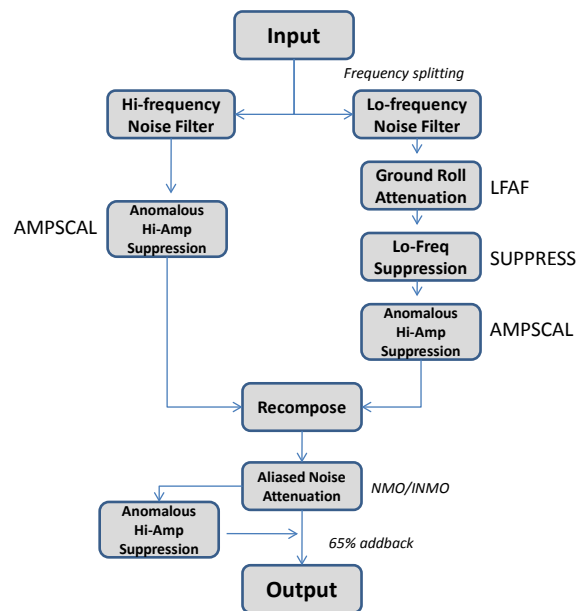 Input
Frequency splitting
Hi-frequency
Noise Filter
Lo-frequency
Noise Filter
Ground Roll
Attenuation
LFAF
AMPSCAL
Anomalous
Hi-Amp
Suppression
Lo-Freq
Suppression
SUPPRESS
Anomalous
Hi-Amp
Suppression
AMPSCAL
Recompose
Aliased Noise
Attenuation
NMO/INMO
Anomalous
Hi-Amp
Suppression
65% addback
Output